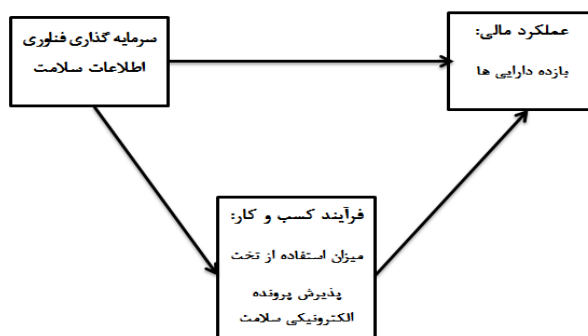 سرمایه گذاری فناوری
اطلاعات سلامت
عملکرد مالی:
بازده دارایی ها
فرآیند کسب و کار:
میزان استفاده از تخت
پذیرش پرونده
الکترونیکی سلامت